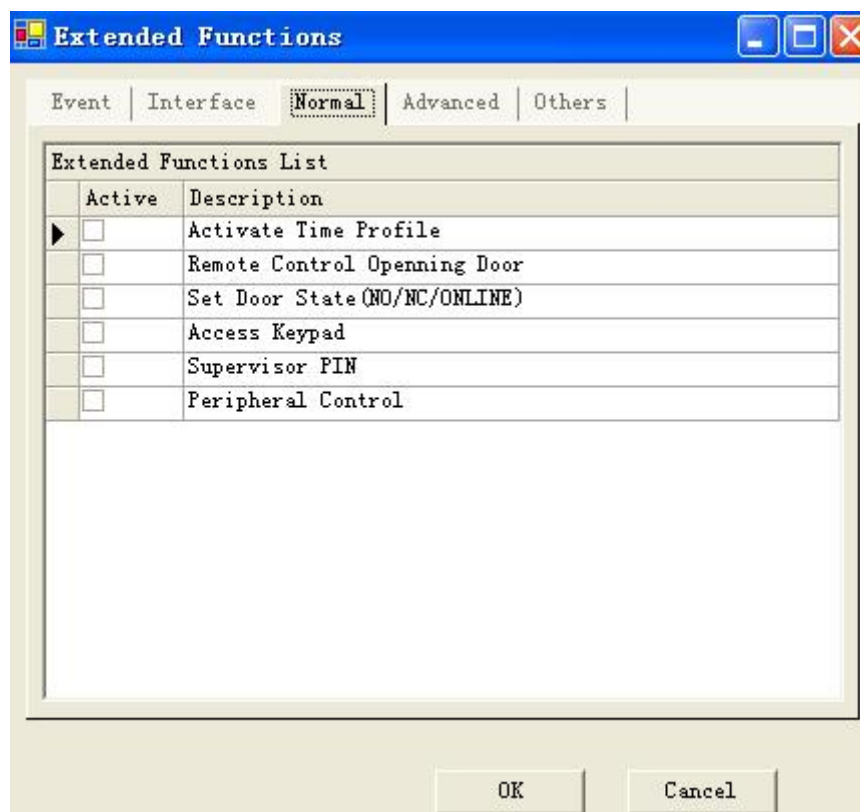 Extended Functions
Event Interface Normal Advanced Others
Extended Functions List
Active Description
Activate Time Profile
Remote Control Openning Door
Set Door State(NO/NC/ONLINE)
Access Keypad
Supervisor PIN
Peripheral Control
OK Cancel